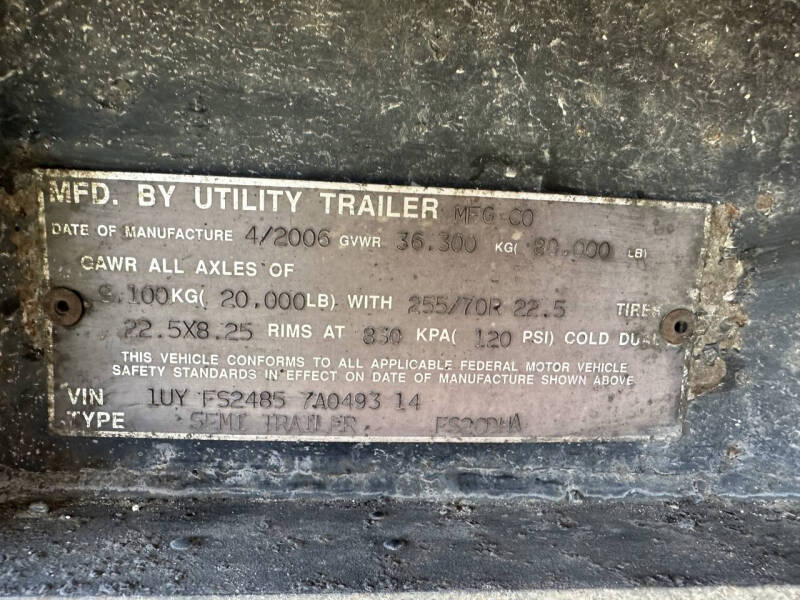 MFD. BY UTILITY TRAILER MFG CO
DATE OF MANUFACTURE 4/2006 GVWR 36.300 KG( 80.000 LB)
GAWR ALL AXLES OF
9.100KG( 20.000LB) WITH 255/70R 22.5 TIRES
22.5X8.25 RIMS AT 830 KPA( 120 PSI) COLD DUAL
THIS VEHICLE CONFORMS TO ALL APPLICABLE FEDERAL MOTOR VEHICLE
SAFETY STANDARDS IN EFFECT ON DATE OF MANUFACTURE SHOWN ABOVE
VIN 1UY FS2485 7A0493 14
TYPE SEMI TRAILER